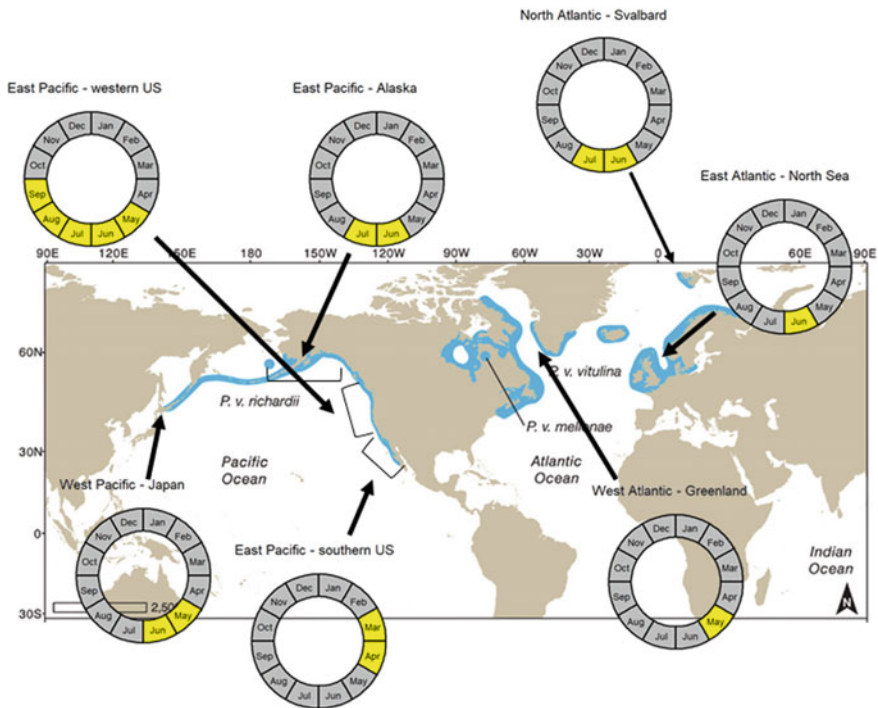 North Atlantic - Svalbard
Dec Jan Feb Mar Apr May Jun Jul Aug Sep Oct Nov
East Pacific - western US
Dec Jan Feb Mar Apr May Jun Jul Aug Sep Oct Nov
East Pacific - Alaska
Dec Jan Feb Mar Apr May Jun Jul Aug Sep Oct Nov
East Atlantic - North Sea
Dec Jan Feb Mar Apr May Jun Jul Aug Sep Oct Nov
90E 120E 150E 180 150W 120W 90W 60W 30W 0 60E 90E
60N
30N
0
30S
P. v. richardii
P. v. vitulina
P. v. mellonae
Pacific
Ocean
Atlantic
Ocean
Indian
Ocean
West Pacific - Japan
Dec Jan Feb Mar Apr May Jun Jul Aug Sep Oct Nov
2,50
East Pacific - southern US
Dec Jan Feb Mar Apr May Jun Jul Aug Sep Oct Nov
West Atlantic - Greenland
Dec Jan Feb Mar Apr May Jun Jul Aug Sep Oct Nov
N